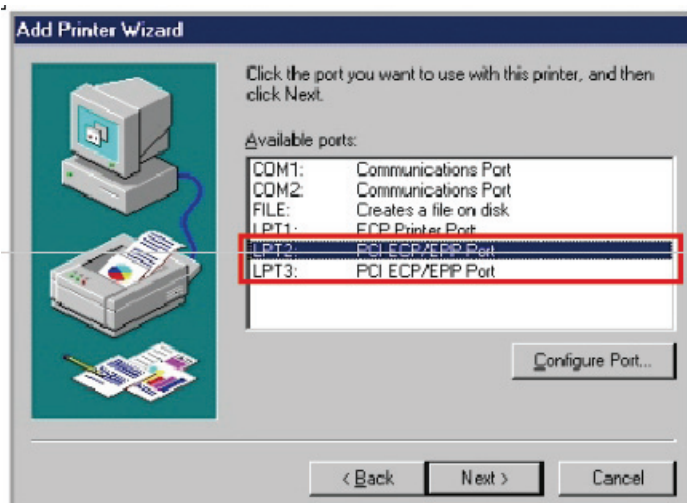 Add Printer Wizard
Click the port you want to use with this printer, and then
click Next.
Available ports:
COM1: Communications Port
COM2: Communications Port
FILE: Creates a file on disk
LPT1: ECP Printer Port
LPT2: PCI ECP/EPP Port
LPT3: PCI ECP/EPP Port
Configure Port...
< Back Next > Cancel